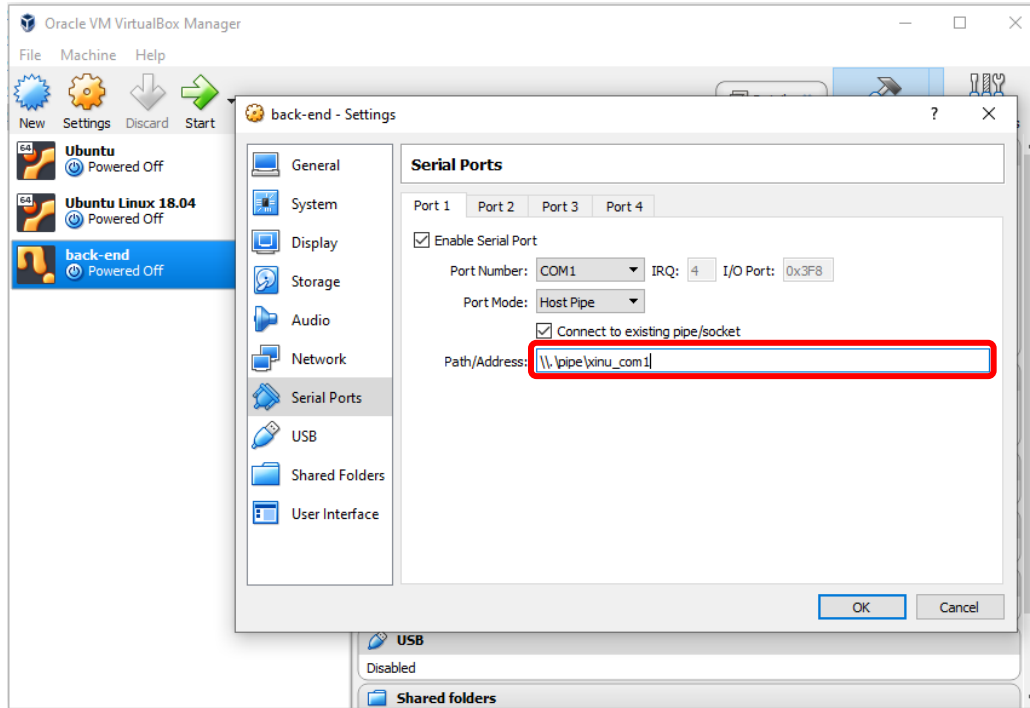 Oracle VM VirtualBox Manager
File Machine Help
New Settings Discard Start
64 Ubuntu
Powered Off
64 Ubuntu Linux 18.04
Powered Off
back-end
Powered Off
back-end - Settings ?
General
System
Display
Storage
Audio
Network
Serial Ports
USB
Shared Folders
User Interface
Serial Ports
Port 1 Port 2 Port 3 Port 4
Enable Serial Port
Port Number: COM1 IRQ: 4 I/O Port: 0x3F8
Port Mode: Host Pipe
Connect to existing pipe/socket
Path/Address: \\.\pipe\xinu_com1
OK Cancel
USB
Disabled
Shared folders